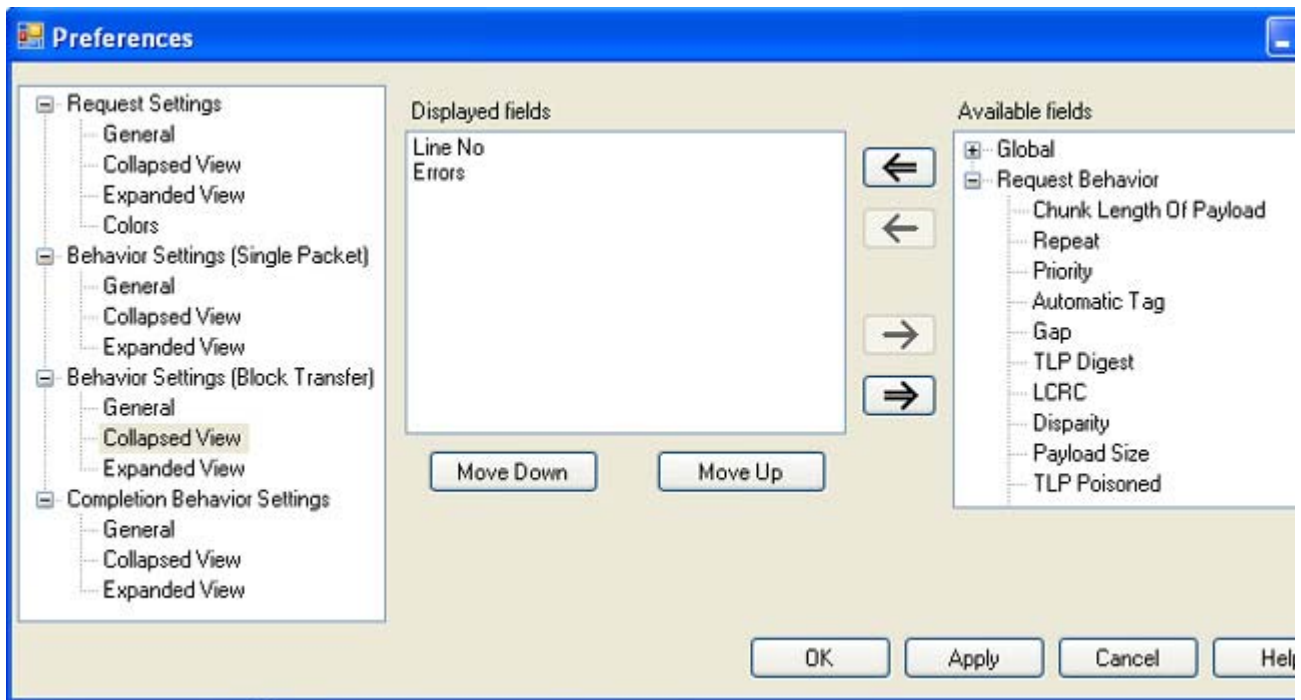 Preferences
Request Settings
General
Collapsed View
Expanded View
Colors
Behavior Settings (Single Packet)
General
Collapsed View
Expanded View
Behavior Settings (Block Transfer)
General
Collapsed View
Expanded View
Completion Behavior Settings
General
Collapsed View
Expanded View
Displayed fields
Line No
Errors
Move Down
Move Up
Available fields
Global
Request Behavior
Chunk Length Of Payload
Repeat
Priority
Automatic Tag
Gap
TLP Digest
LCRC
Disparity
Payload Size
TLP Poisoned
OK
Apply
Cancel
Help